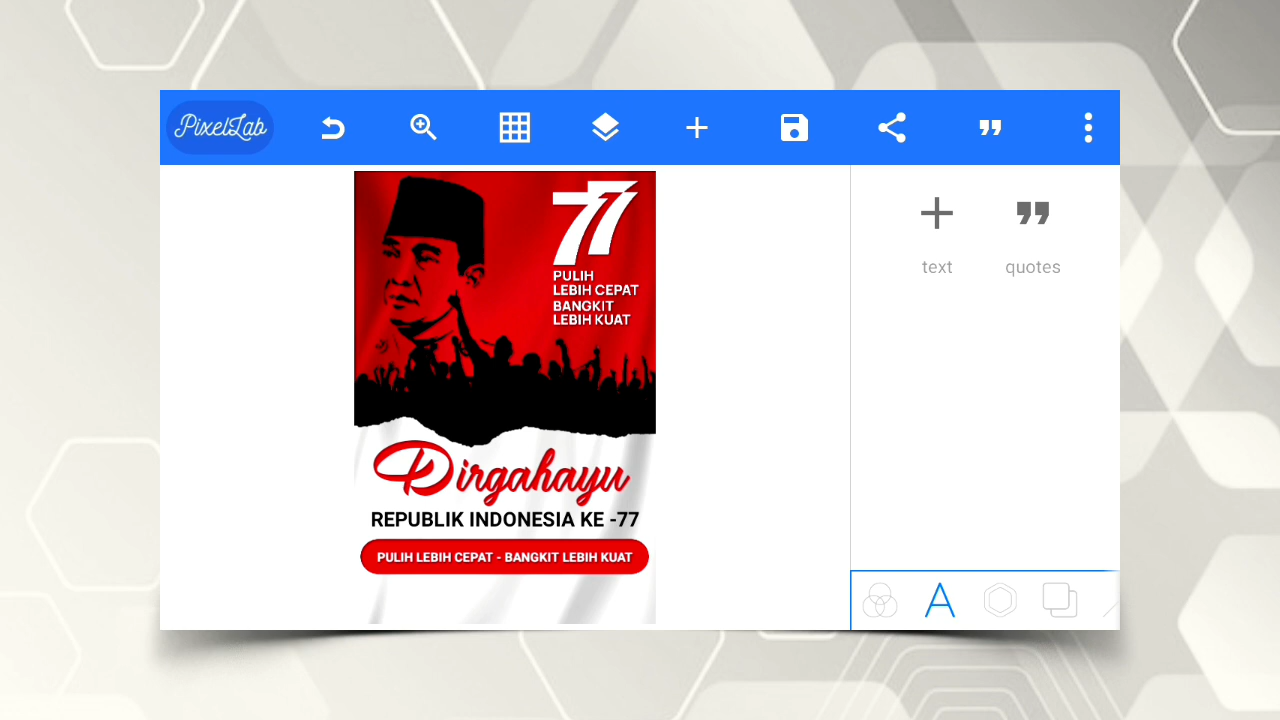 PixelLab
77
PULIH
LEBIH CEPAT
BANGKIT
LEBIH KUAT
Dirgahayu
REPUBLIK INDONESIA KE -77
PULIH LEBIH CEPAT - BANGKIT LEBIH KUAT
text
quotes